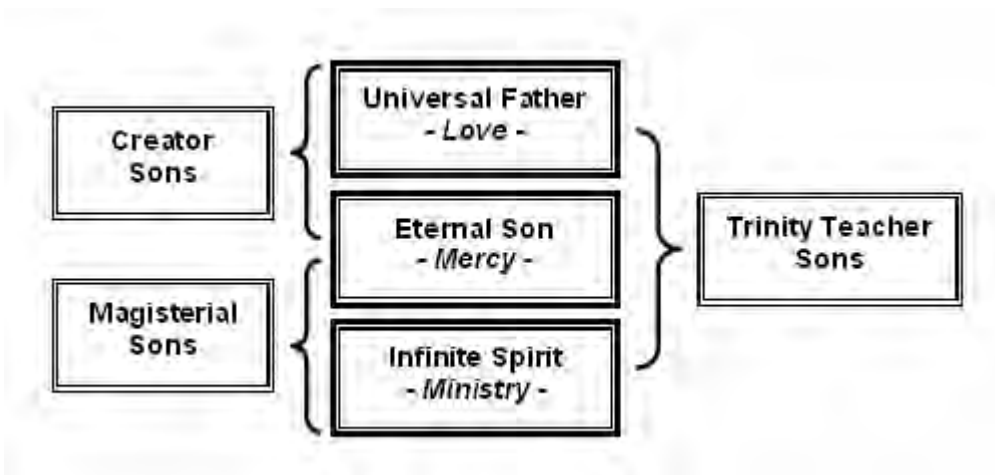 Creator
Sons
Magisterial
Sons
Universal Father
- Love -
Eternal Son
- Mercy -
Infinite Spirit
- Ministry -
Trinity Teacher
Sons